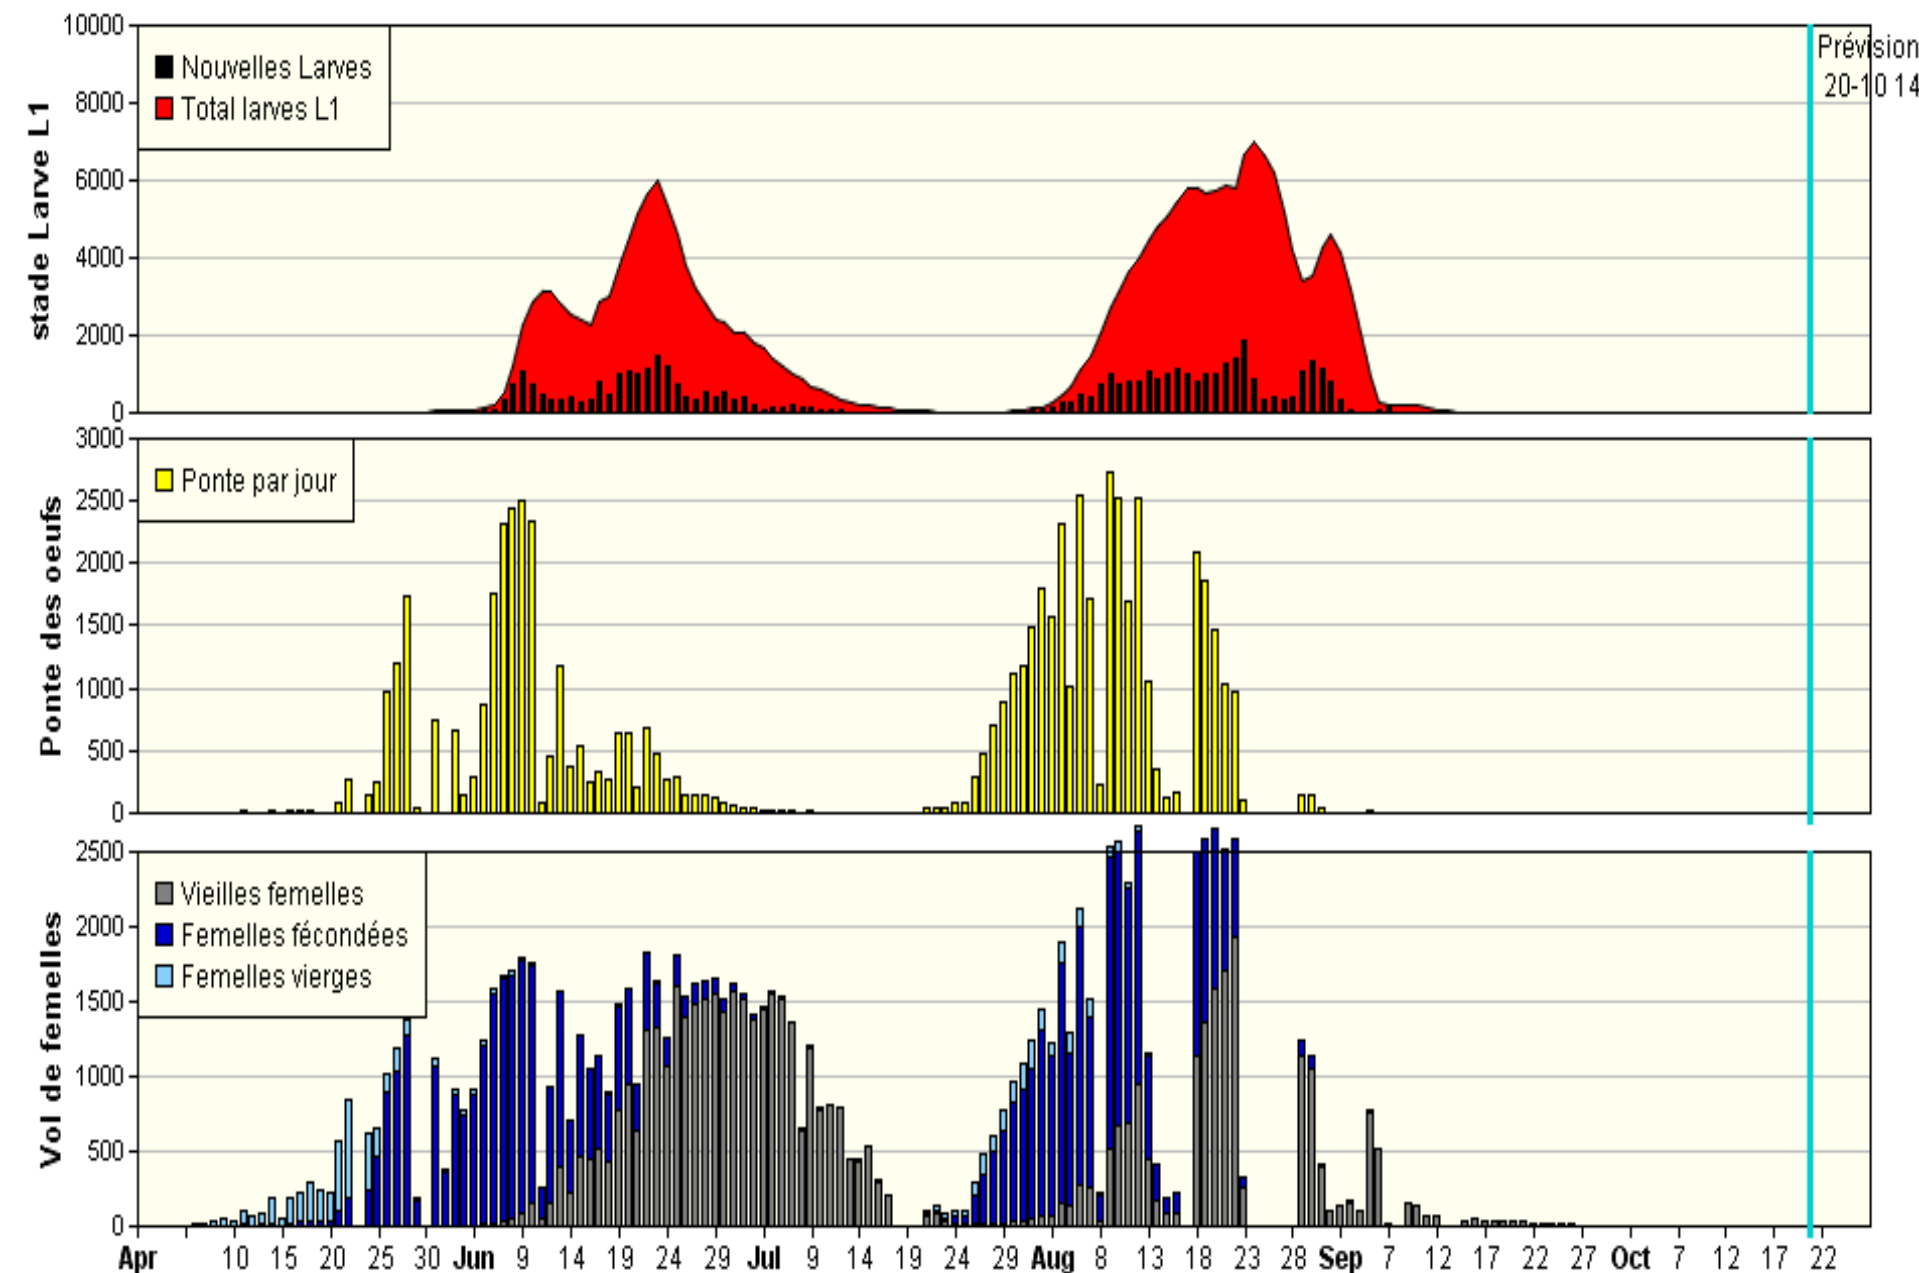 10000
8000
6000
4000
2000
0
stade Larve L1
Nouvelles Larves
Total larves L1
Prévision
20-10 14
3000
2500
2000
1500
1000
500
0
Ponte des oeufs
Ponte par jour
2500
2000
1500
1000
500
0
Vol de femelles
Vieilles femelles
Femelles fécondées
Femelles vierges
Apr 10 15 20 25 30 Jun 9 14 19 24 29 Jul 9 14 19 24 29 Aug 8 13 18 23 28 Sep 7 12 17 22 27 Oct 7 12 17 22